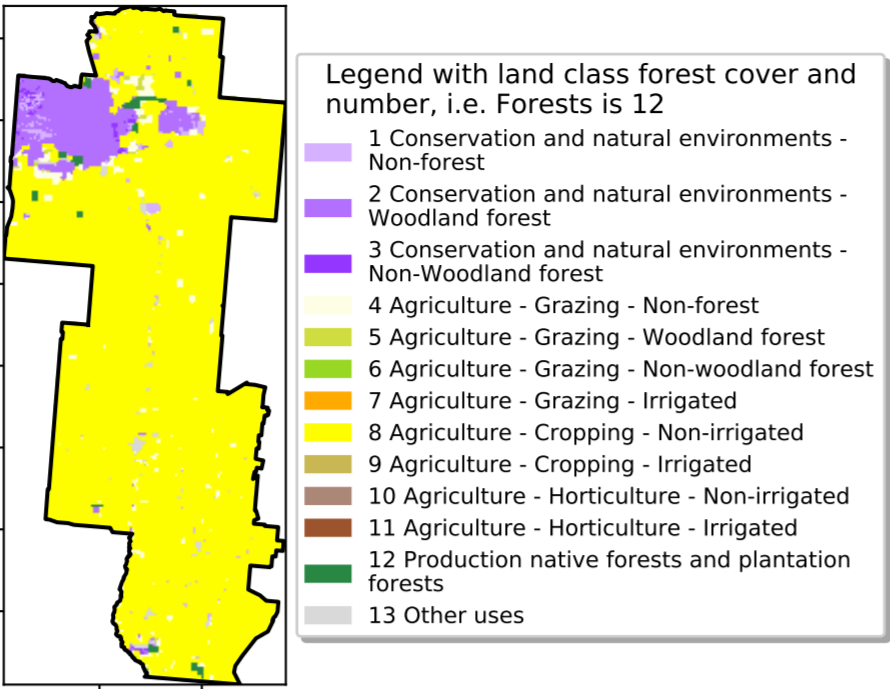 Legend with land class forest cover and
number, i.e. Forests is 12
1 Conservation and natural environments -
Non-forest
2 Conservation and natural environments -
Woodland forest
3 Conservation and natural environments -
Non-Woodland forest
4 Agriculture - Grazing - Non-forest
5 Agriculture - Grazing - Woodland forest
6 Agriculture - Grazing - Non-woodland forest
7 Agriculture - Grazing - Irrigated
8 Agriculture - Cropping - Non-irrigated
9 Agriculture - Cropping - Irrigated
10 Agriculture - Horticulture - Non-irrigated
11 Agriculture - Horticulture - Irrigated
12 Production native forests and plantation
forests
13 Other uses